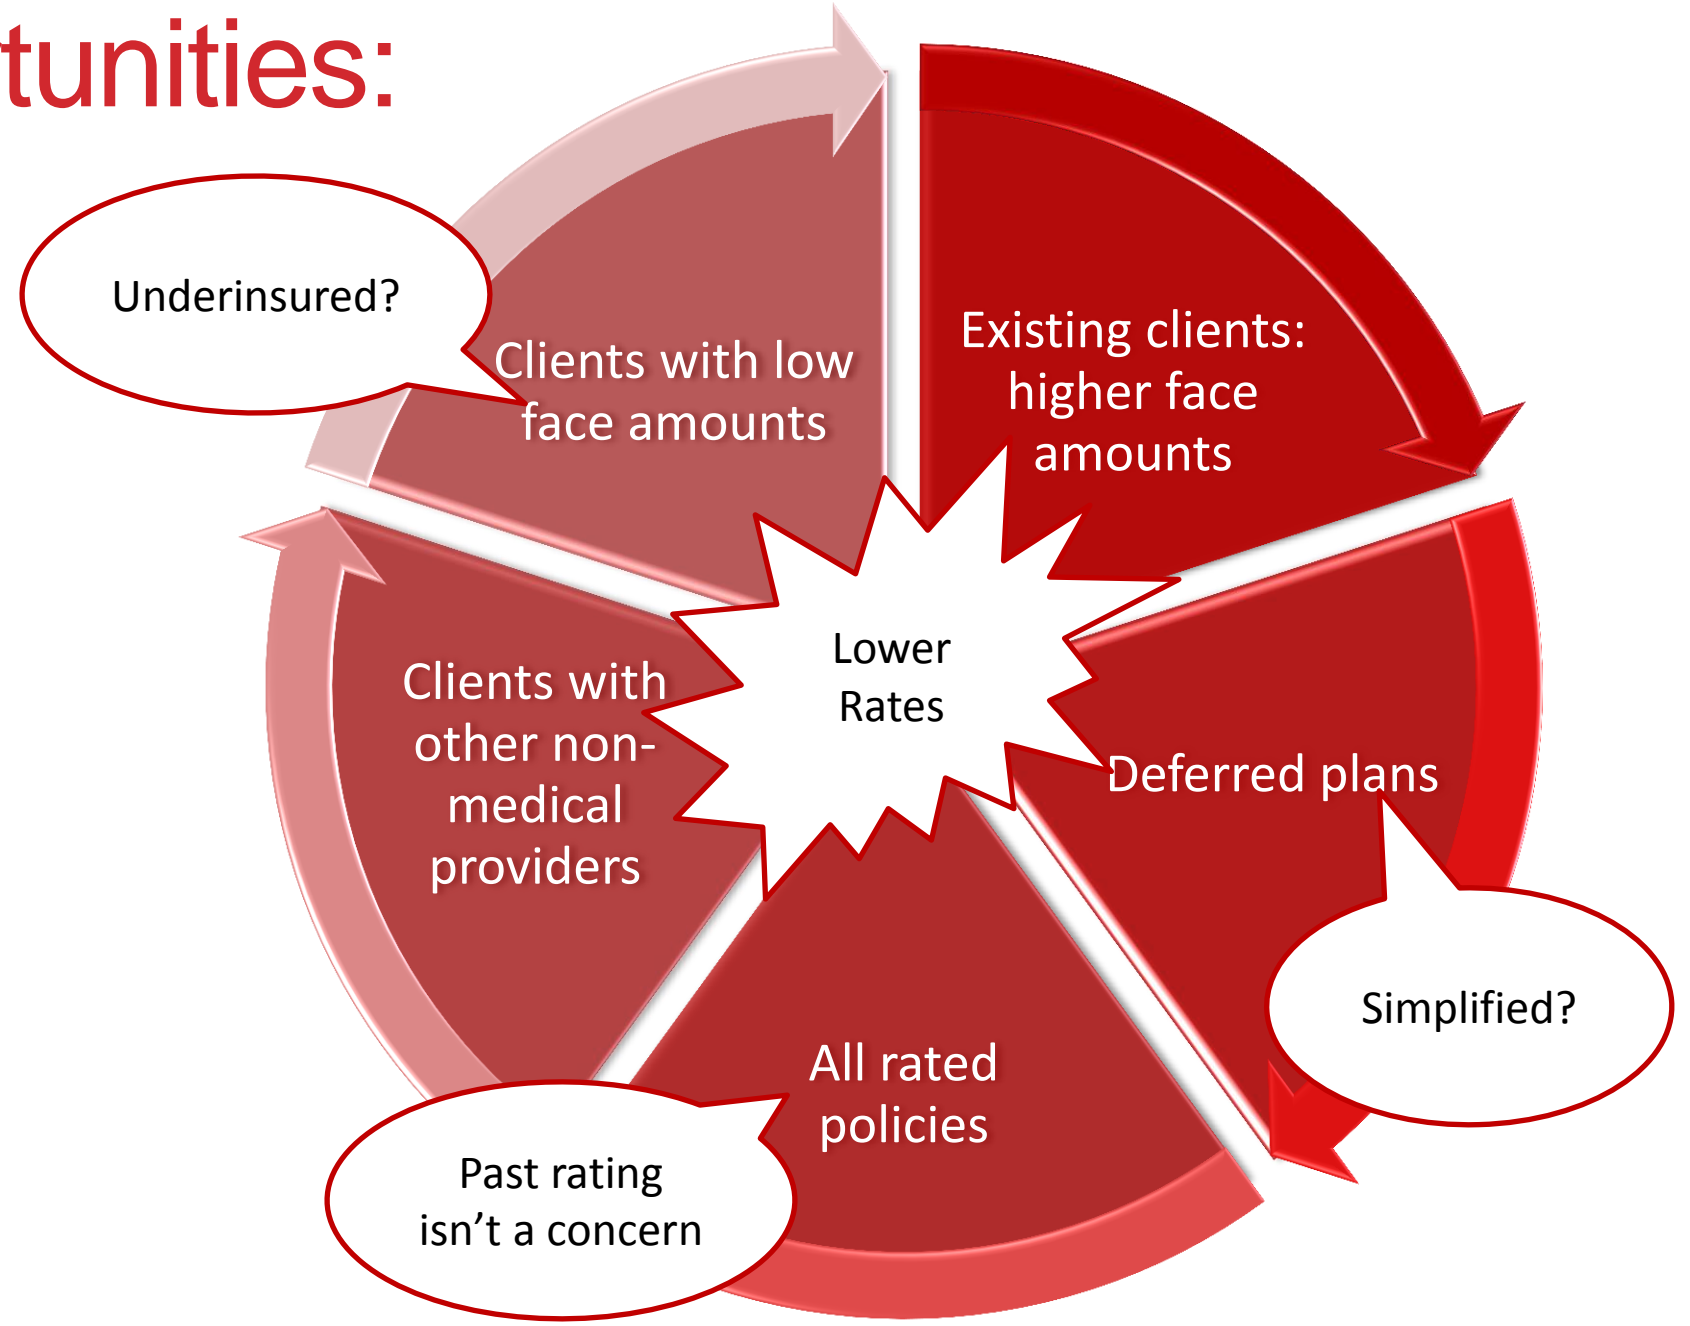 tunities:
Underinsured?
Clients with low
face amounts
Existing clients:
higher face
amounts
Lower
Rates
Clients with
other non-
medical
providers
Deferred plans
Simplified?
All rated
policies
Past rating
isn’t a concern